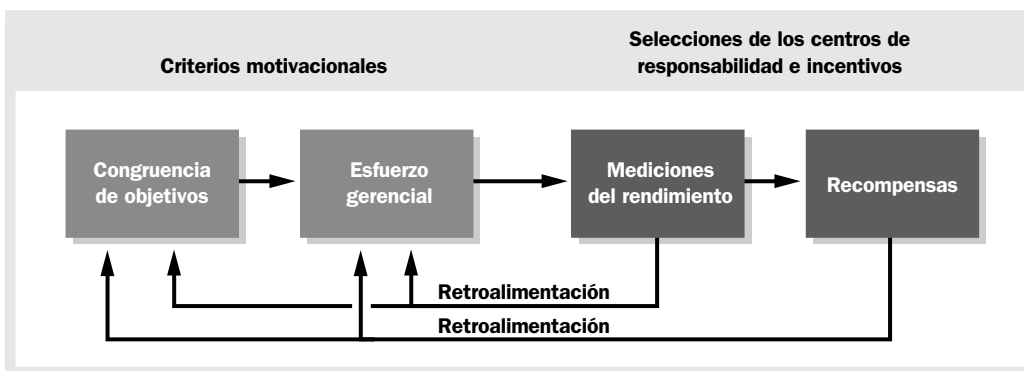 Criterios motivacionales
Selecciones de los centros de
responsabilidad e incentivos
Congruencia
de objetivos
Esfuerzo
gerencial
Mediciones
del rendimiento
Recompensas
Retroalimentación
Retroalimentación